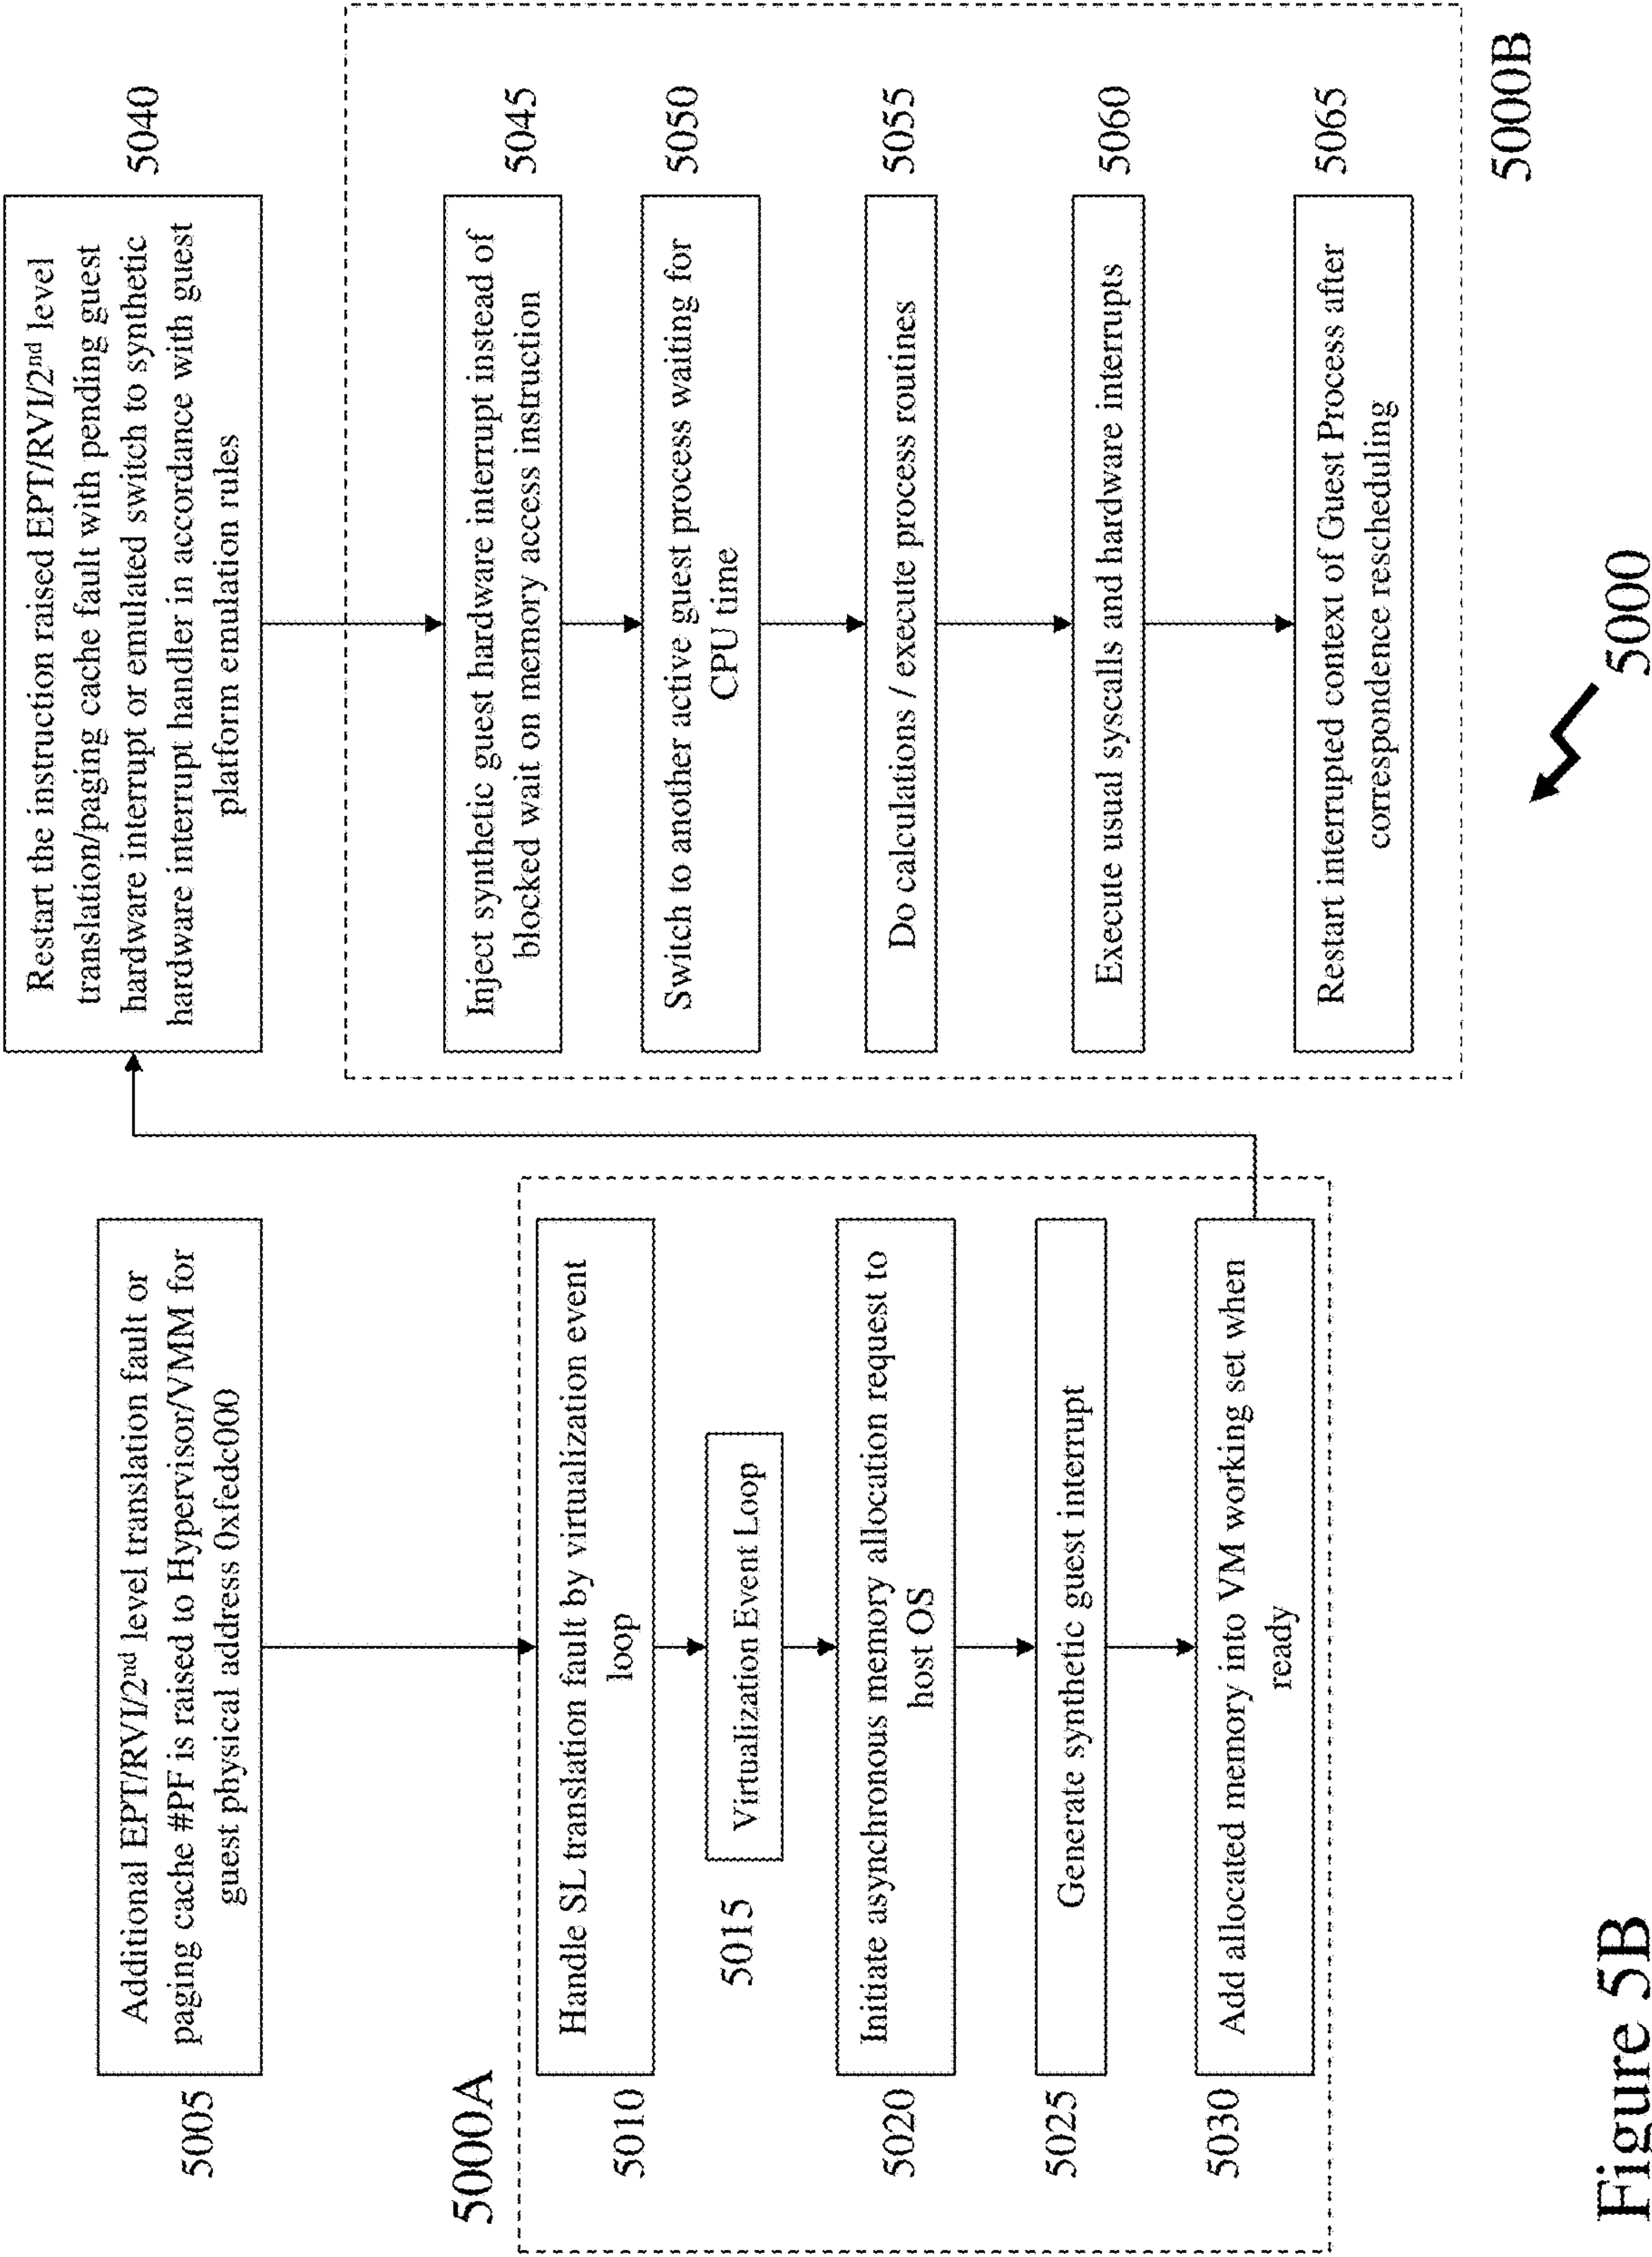 5005
Additional EPT/RVI/2nd level translation fault or
paging cache #PF is raised to Hypervisor/VMM for
guest physical address 0xfedc000
5000A
5010
Handle SL translation fault by virtualization event
loop
5015
Virtualization Event Loop
5020
Initiate asynchronous memory allocation request to
host OS
5025
Generate synthetic guest interrupt
5030
Add allocated memory into VM working set when
ready
Restart the instruction raised EPT/RVI/2nd level
translation/paging cache fault with pending guest
hardware interrupt or emulated switch to synthetic
hardware interrupt handler in accordance with guest
platform emulation rules
5040
Inject synthetic guest hardware interrupt instead of
blocked wait on memory access instruction
5045
Switch to another active guest process waiting for
CPU time
5050
Do calculations / execute process routines
5055
Execute usual syscalls and hardware interrupts
5060
Restart interrupted context of Guest Process after
correspondence rescheduling
5065
5000B
5000
Figure 5B